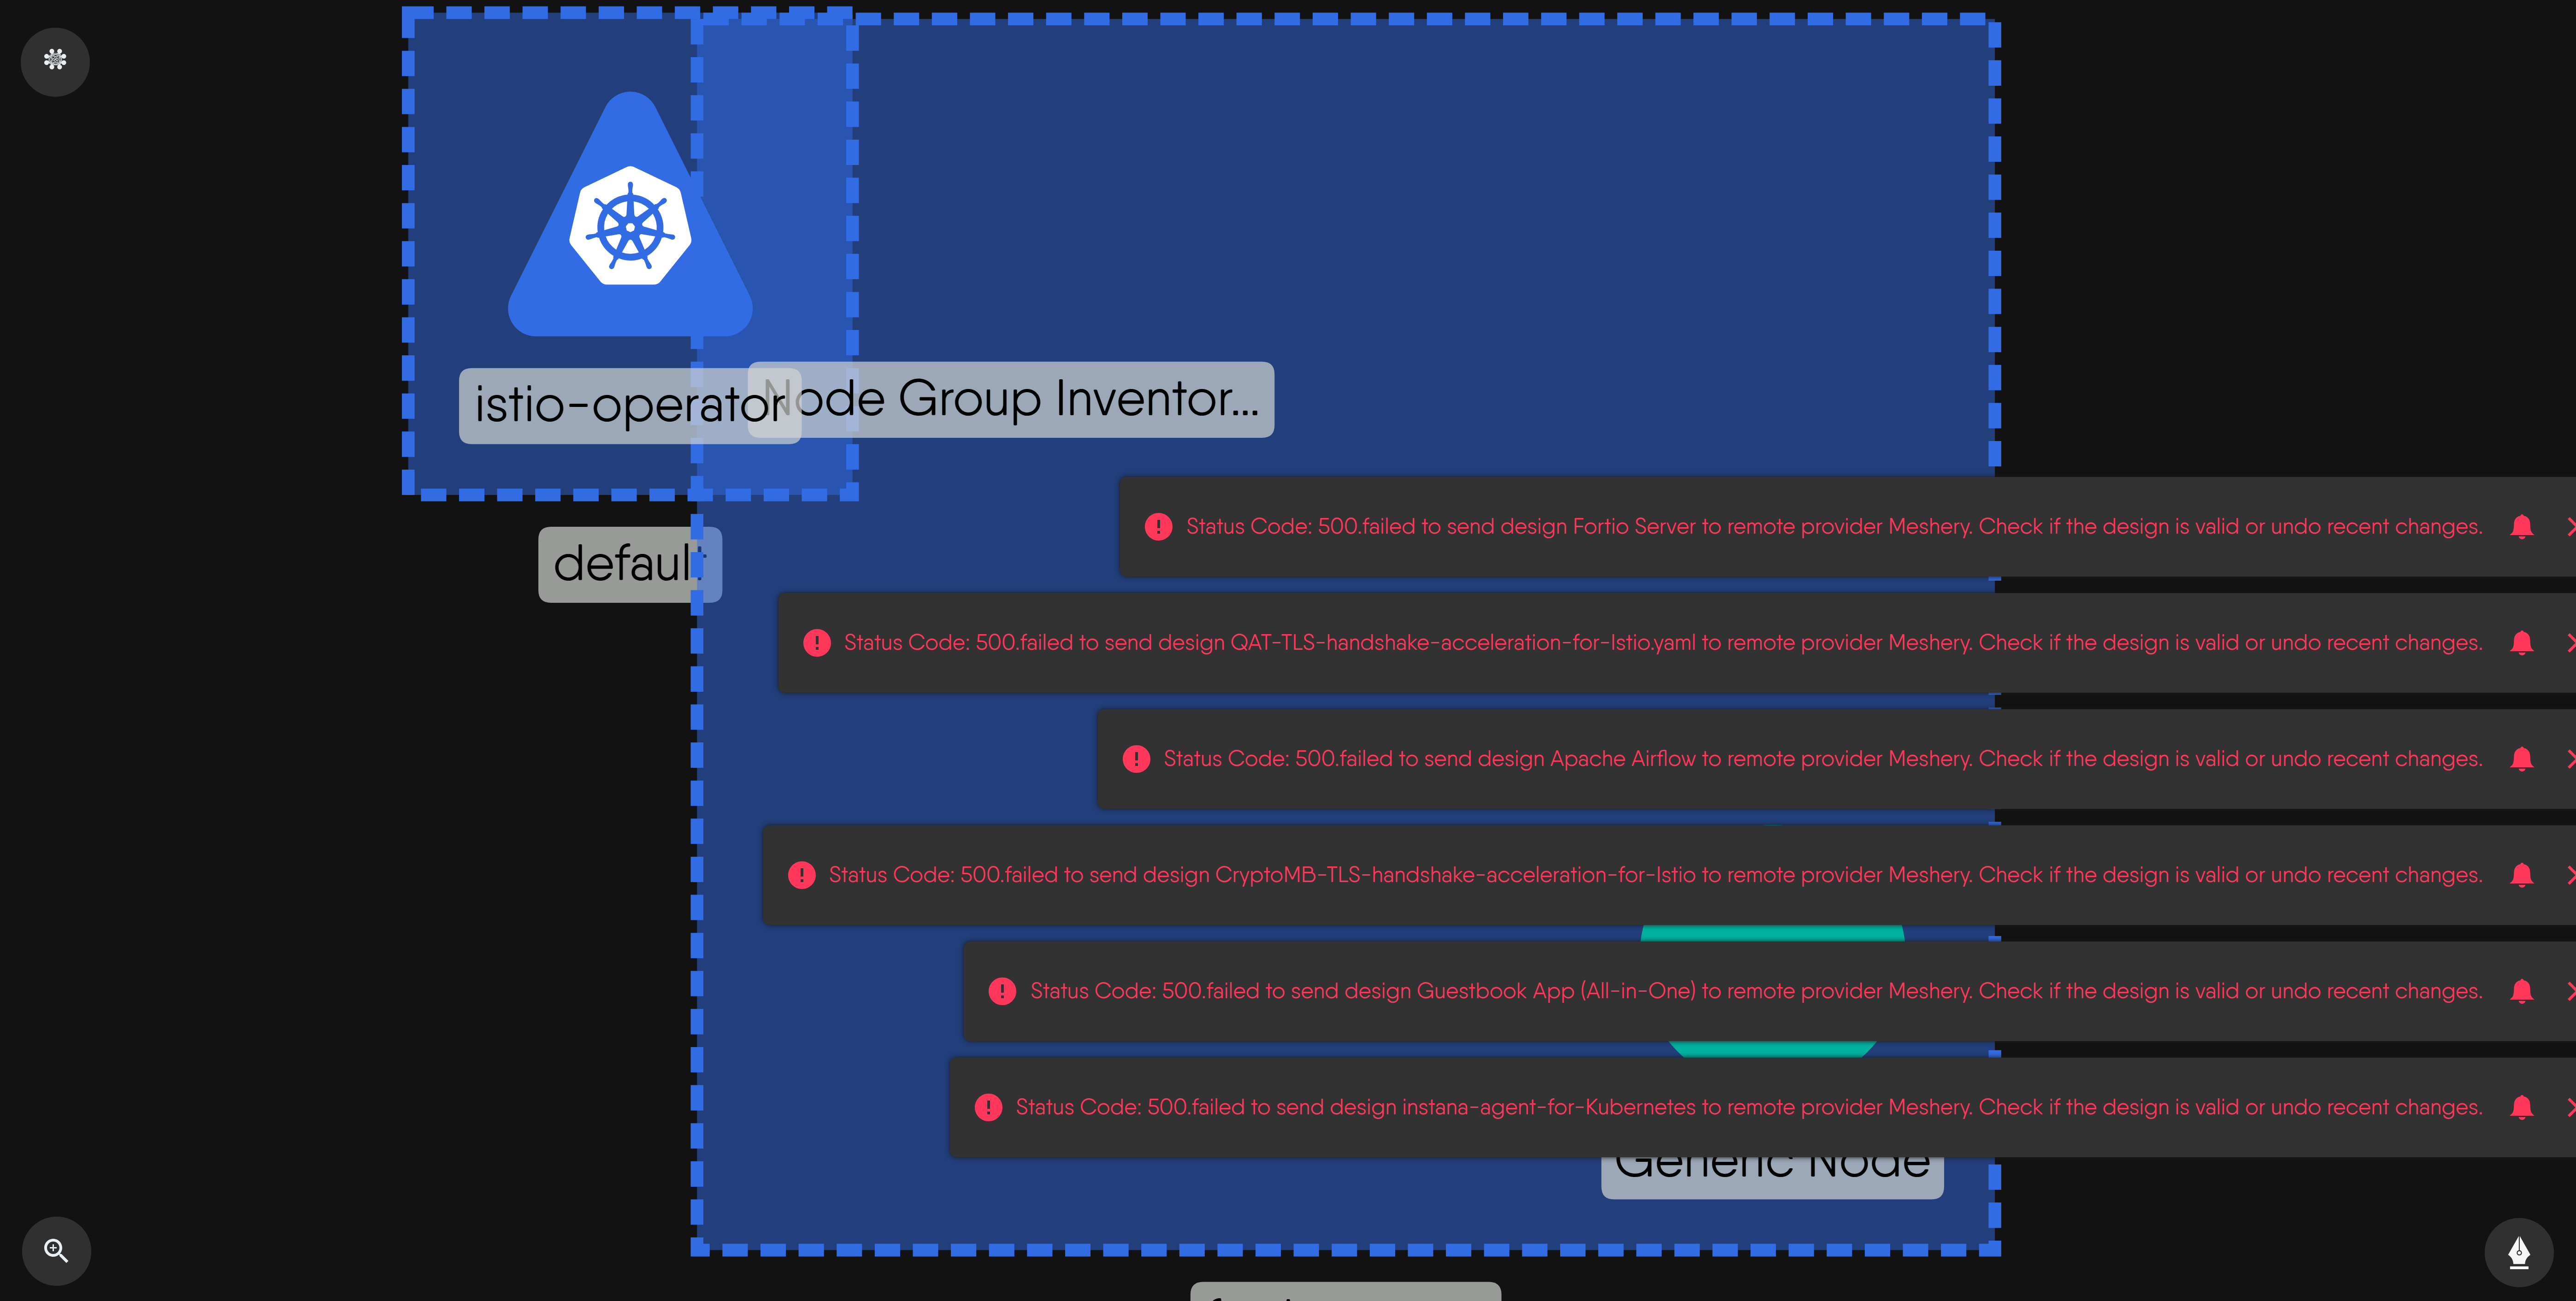 istio-operator
Node Group Inventor...
default
Status Code: 500.failed to send design Fortio Server to remote provider Meshery. Check if the design is valid or undo recent changes.
Status Code: 500.failed to send design QAT-TLS-handshake-acceleration-for-Istio.yaml to remote provider Meshery. Check if the design is valid or undo recent changes.
Status Code: 500.failed to send design Apache Airflow to remote provider Meshery. Check if the design is valid or undo recent changes.
Status Code: 500.failed to send design CryptoMB-TLS-handshake-acceleration-for-Istio to remote provider Meshery. Check if the design is valid or undo recent changes.
Status Code: 500.failed to send design Guestbook App (All-in-One) to remote provider Meshery. Check if the design is valid or undo recent changes.
Status Code: 500.failed to send design instana-agent-for-Kubernetes to remote provider Meshery. Check if the design is valid or undo recent changes.
Generic Node